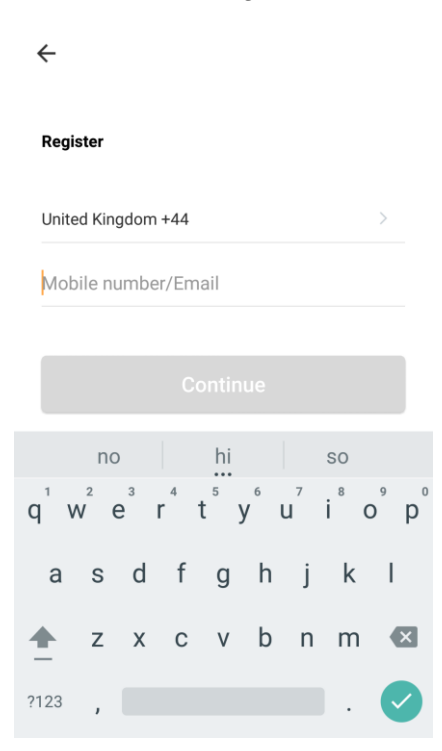 Register
United Kingdom +44
Mobile number/Email
Continue
no hi so
1 2 3 4 5 6 7 8 9 0
q w e r t y u i o p
a s d f g h j k l
z x c v b n m
?123 , .